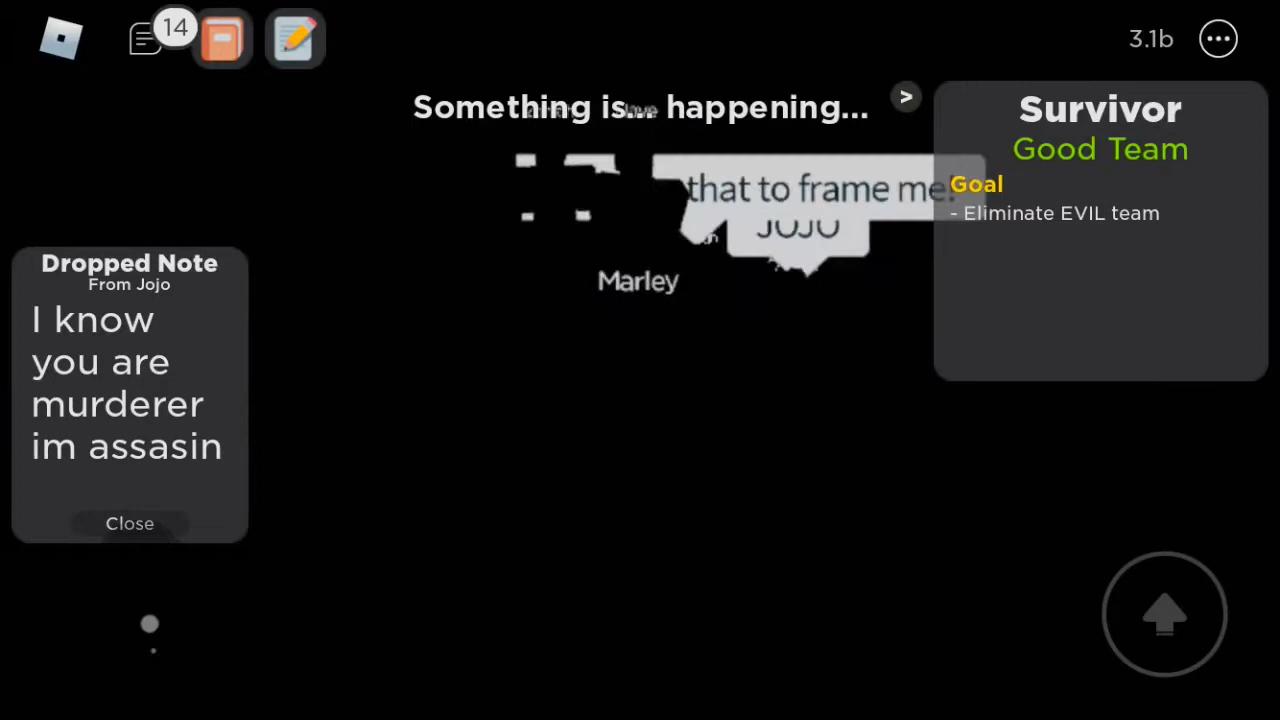 14
3.1b
Something is... happening...
>
Survivor
Good Team
Goal
- Eliminate EVIL team
that to frame me!
JOJO
Marley
Dropped Note
From Jojo
I know
you are
murderer
im assasin
Close